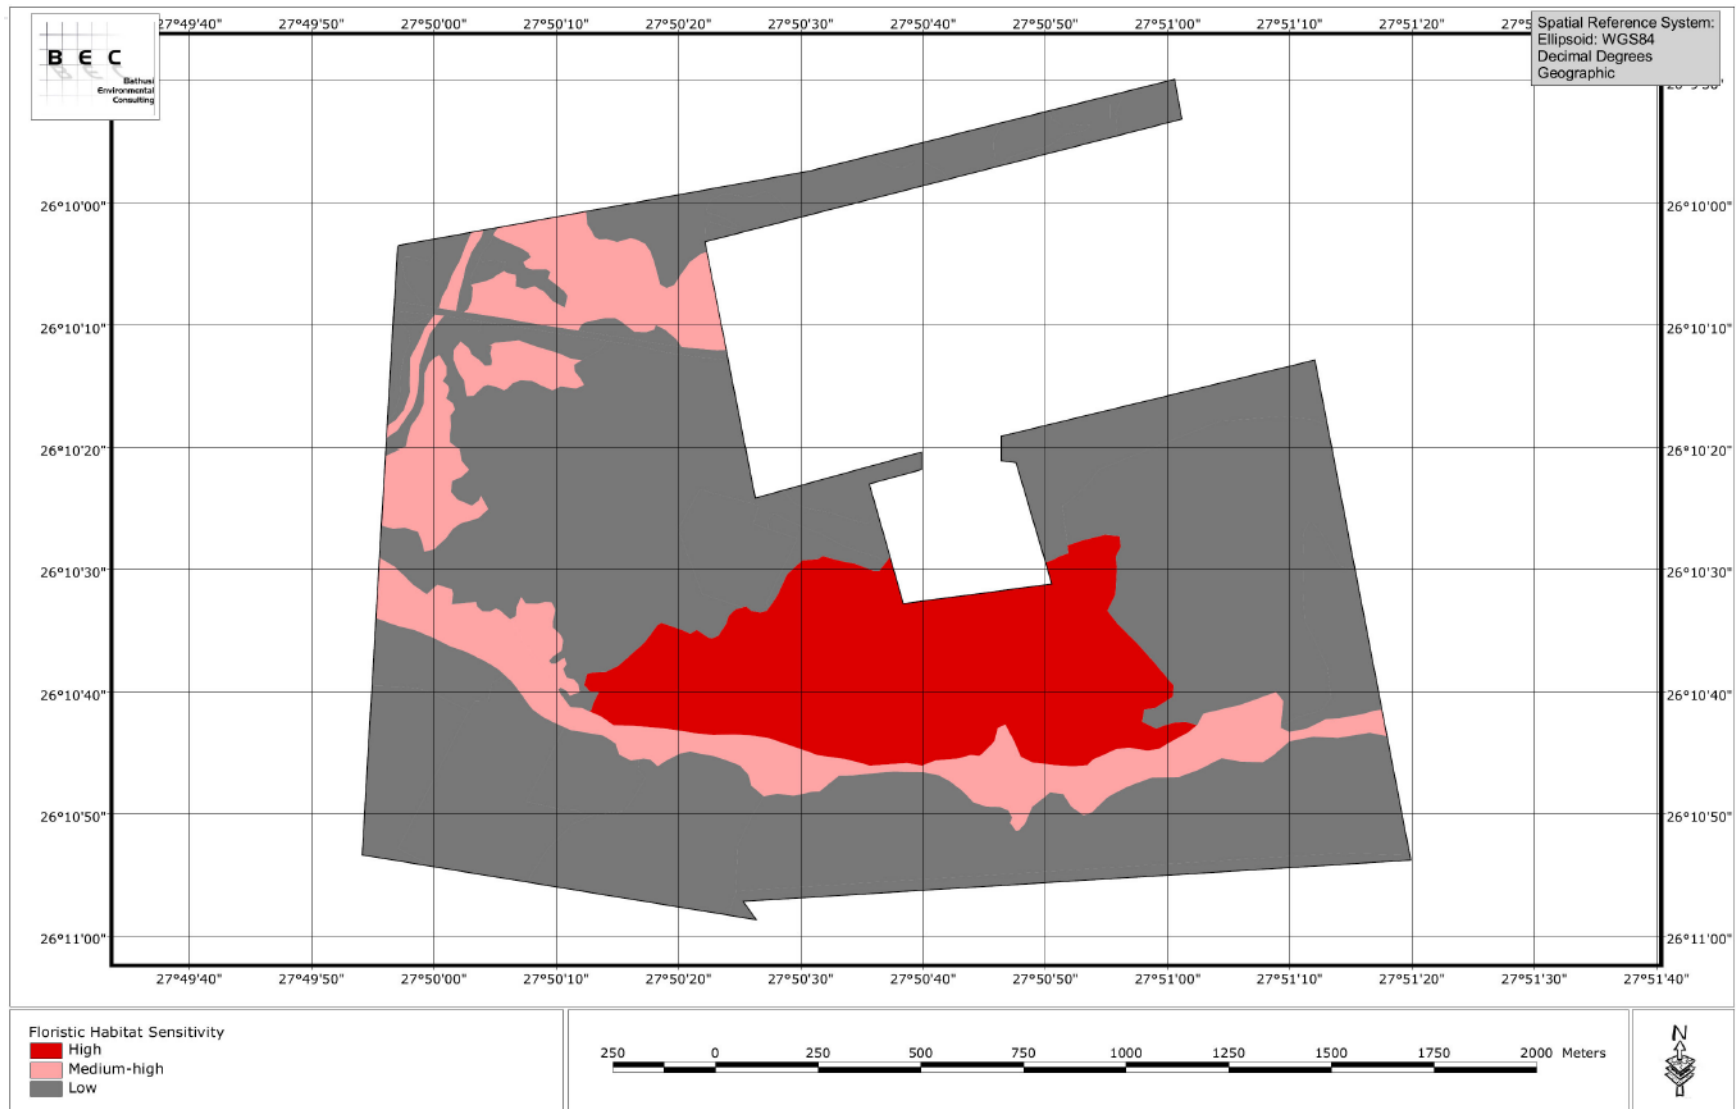 27°49'40" 27°49'50" 27°50'00" 27°50'10" 27°50'20" 27°50'30" 27°50'40" 27°50'50" 27°51'00" 27°51'10" 27°51'20"
Spatial Reference System:
Ellipsoid: WGS84
Decimal Degrees
Geographic
B E C
Bathusi
Environmental
Consulting
26°10'00" 26°10'00"
26°10'10" 26°10'10"
26°10'20" 26°10'20"
26°10'30" 26°10'30"
26°10'40" 26°10'40"
26°10'50" 26°10'50"
26°11'00" 26°11'00"
27°49'40" 27°49'50" 27°50'00" 27°50'10" 27°50'20" 27°50'30" 27°50'40" 27°50'50" 27°51'00" 27°51'10" 27°51'20" 27°51'30" 27°51'40"
Floristic Habitat Sensitivity
High
Medium-high
Low
250 0 250 500 750 1000 1250 1500 1750 2000 Meters
N